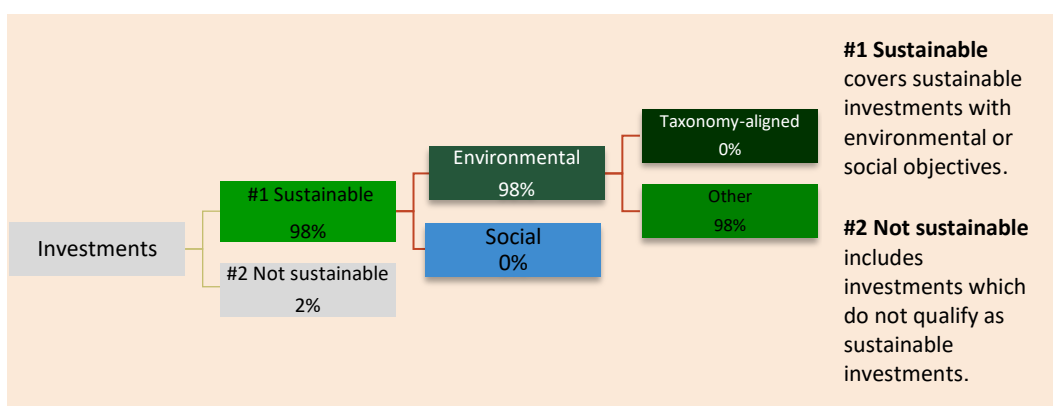 Investments
#1 Sustainable
98%
#2 Not sustainable
2%
Environmental
98%
Social
0%
Taxonomy-aligned
0%
Other
98%
#1 Sustainable
covers sustainable
investments with
environmental or
social objectives.
#2 Not sustainable
includes
investments which
do not qualify as
sustainable
investments.